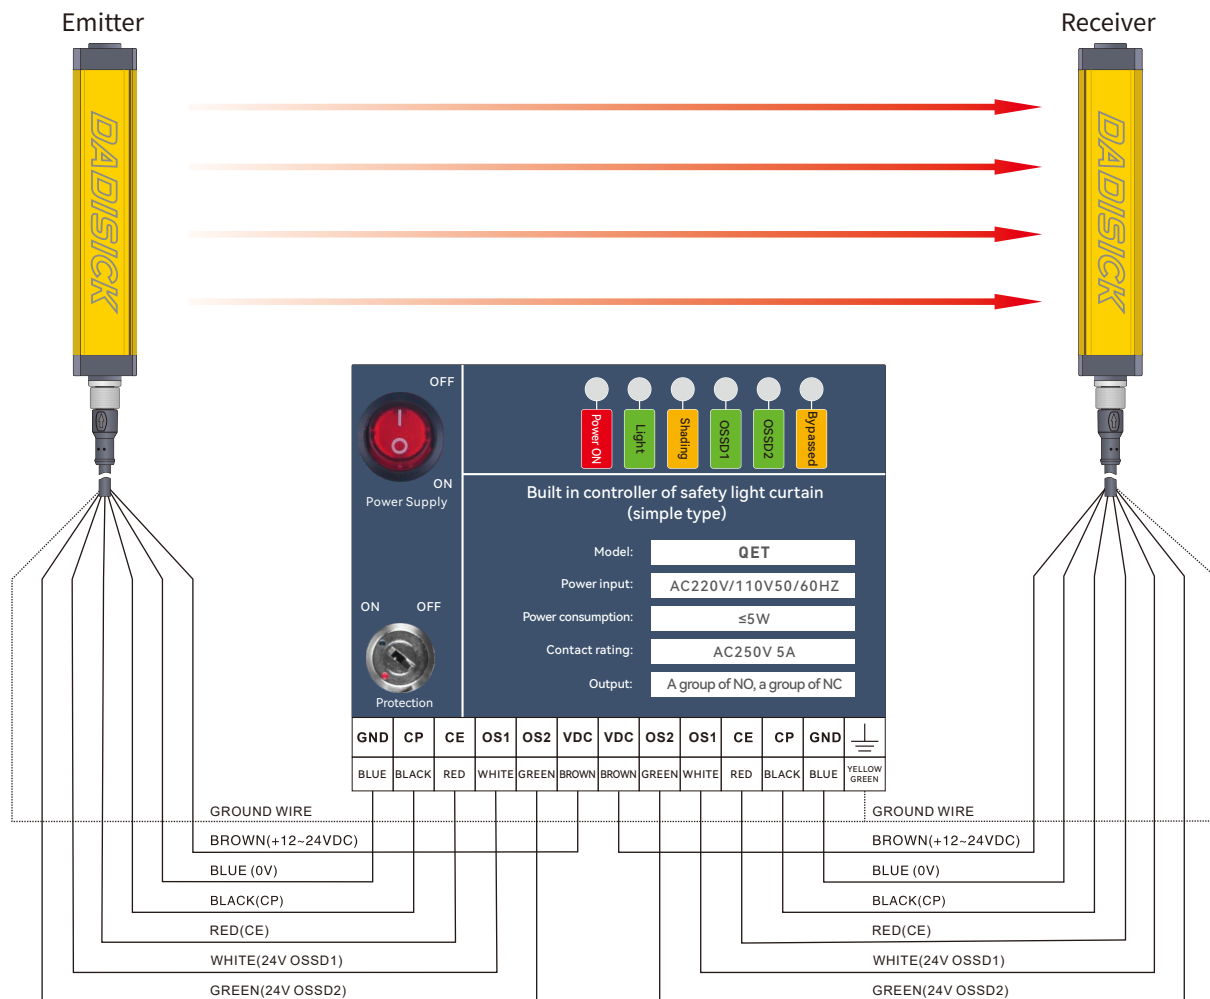 Emitter
Receiver
DADISICK
DADISICK
OFF
ON
Power Supply
Power ON
Light
Shading
OSSD1
OSSD2
Bypassed
Built in controller of safety light curtain
(simple type)
Model: QET
Power input: AC220V/110V50/60HZ
Power consumption: ≤5W
Contact rating: AC250V 5A
Output: A group of NO, a group of NC
ON OFF
Protection
GND CP CE OS1 OS2 VDC VDC OS2 OS1 CE CP GND
BLUE BLACK RED WHITE GREEN BROWN BROWN GREEN WHITE RED BLACK BLUE YELLOW
GREEN
GROUND WIRE
BROWN(+12~24VDC)
BLUE (0V)
BLACK(CP)
RED(CE)
WHITE(24V OSSD1)
GREEN(24V OSSD2)
GROUND WIRE
BROWN(+12~24VDC)
BLUE (0V)
BLACK(CP)
RED(CE)
WHITE(24V OSSD1)
GREEN(24V OSSD2)